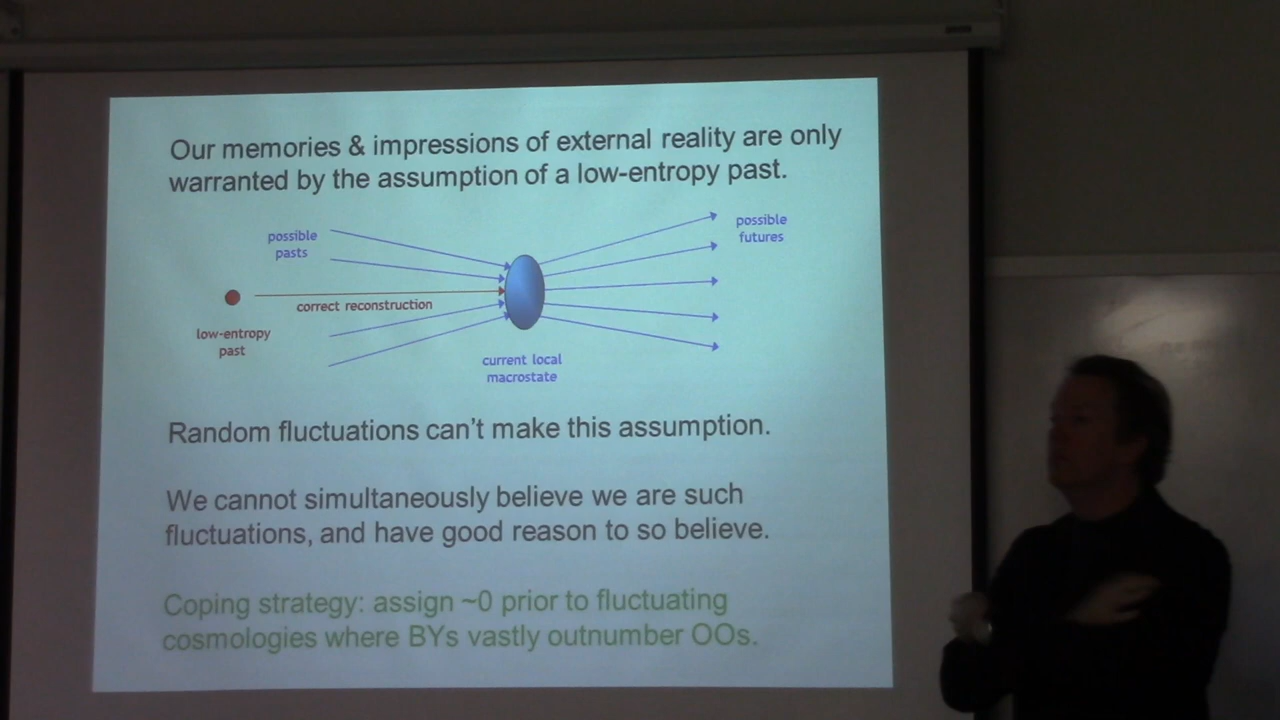 Our memories & impressions of external reality are only
warranted by the assumption of a low-entropy past.
possible
pasts
possible
futures
correct reconstruction
low-entropy
past
current local
macrostate
Random fluctuations can't make this assumption.
We cannot simultaneously believe we are such
fluctuations, and have good reason to so believe.
Coping strategy: assign ~0 prior to fluctuating
cosmologies where BYs vastly outnumber OOs.